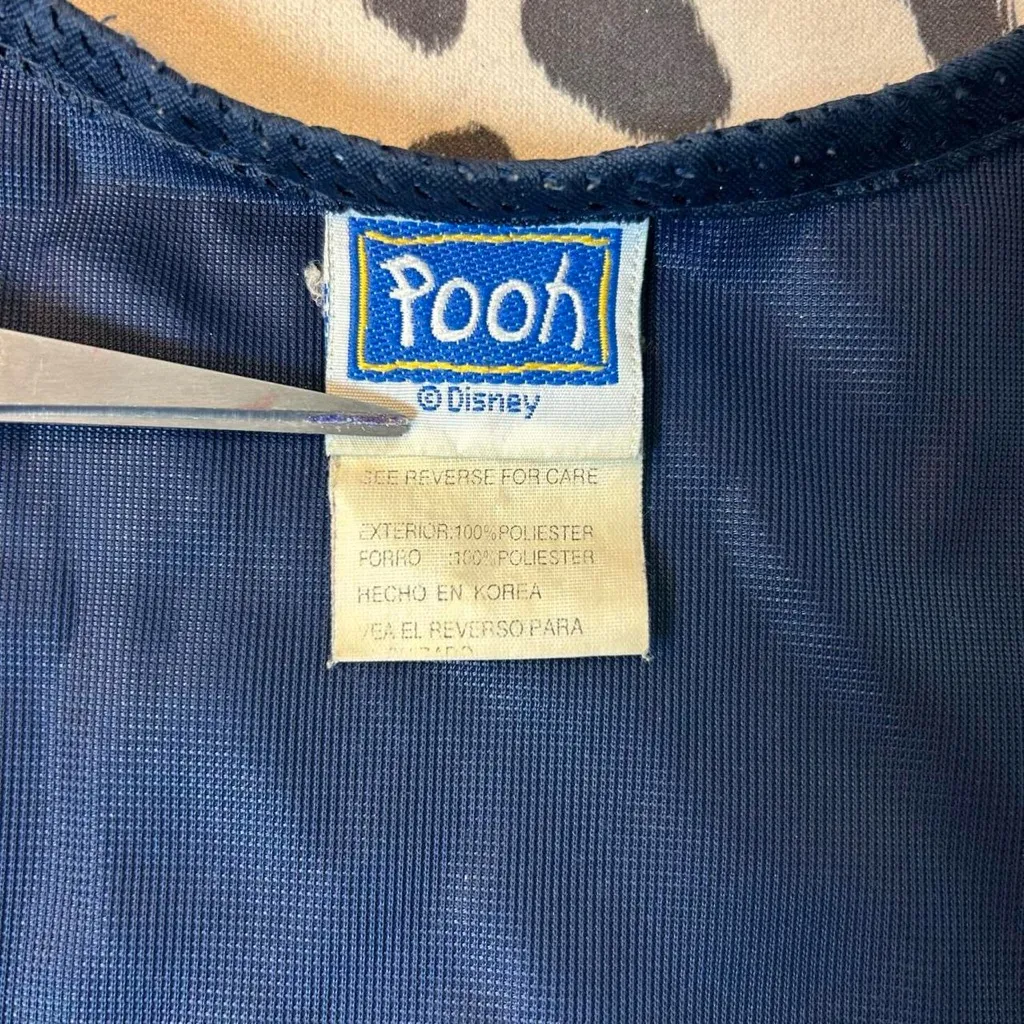 Pooh
© Disney
SEE REVERSE FOR CARE
EXTERIOR:100%POLIESTER
FORRO :100%POLIESTER
HECHO EN KOREA
VEA EL REVERSO PARA